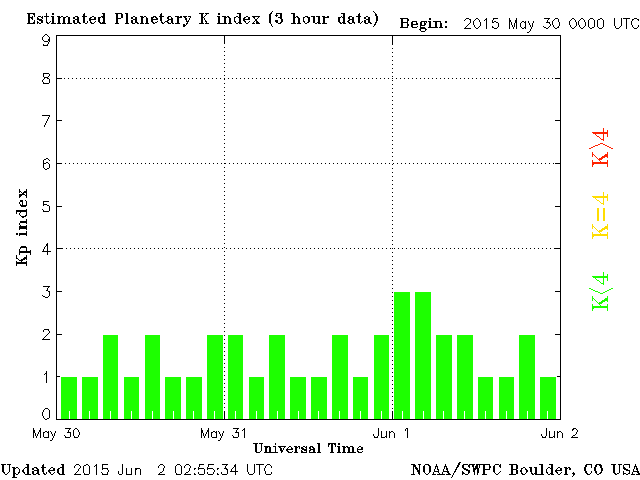 Estimated Planetary K index (3 hour data)
Begin: 2015 May 30 0000 UTC
9
8
7
6
5
4
3
2
1
0
Kp index
K>4
K=4
K<4
May 30
May 31
Jun 1
Jun 2
Universal Time
Updated 2015 Jun 2 02:55:34 UTC
NOAA/SWPC Boulder, CO USA